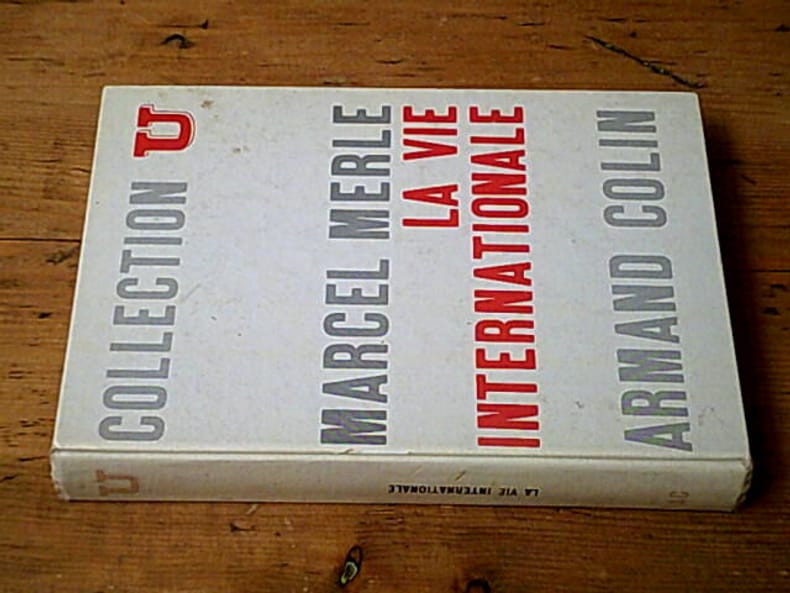 COLLECTION U
MARCEL MERLE
LA VIE
INTERNATIONALE
ARMAND COLIN
U
LA VIE INTERNATIONALE